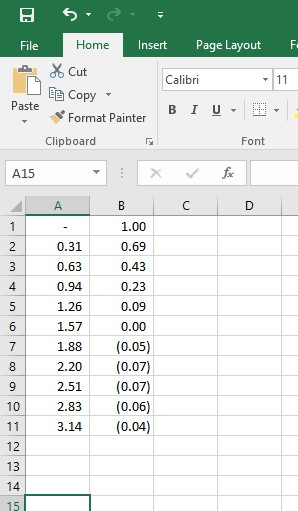 File Home Insert Page Layout
Cut
Copy
Format Painter
Paste
Clipboard
Calibri 11
B I U
Font
A15 fx
A B C D
1 - 1.00
2 0.31 0.69
3 0.63 0.43
4 0.94 0.23
5 1.26 0.09
6 1.57 0.00
7 1.88 (0.05)
8 2.20 (0.07)
9 2.51 (0.07)
10 2.83 (0.06)
11 3.14 (0.04)
12
13
14
15